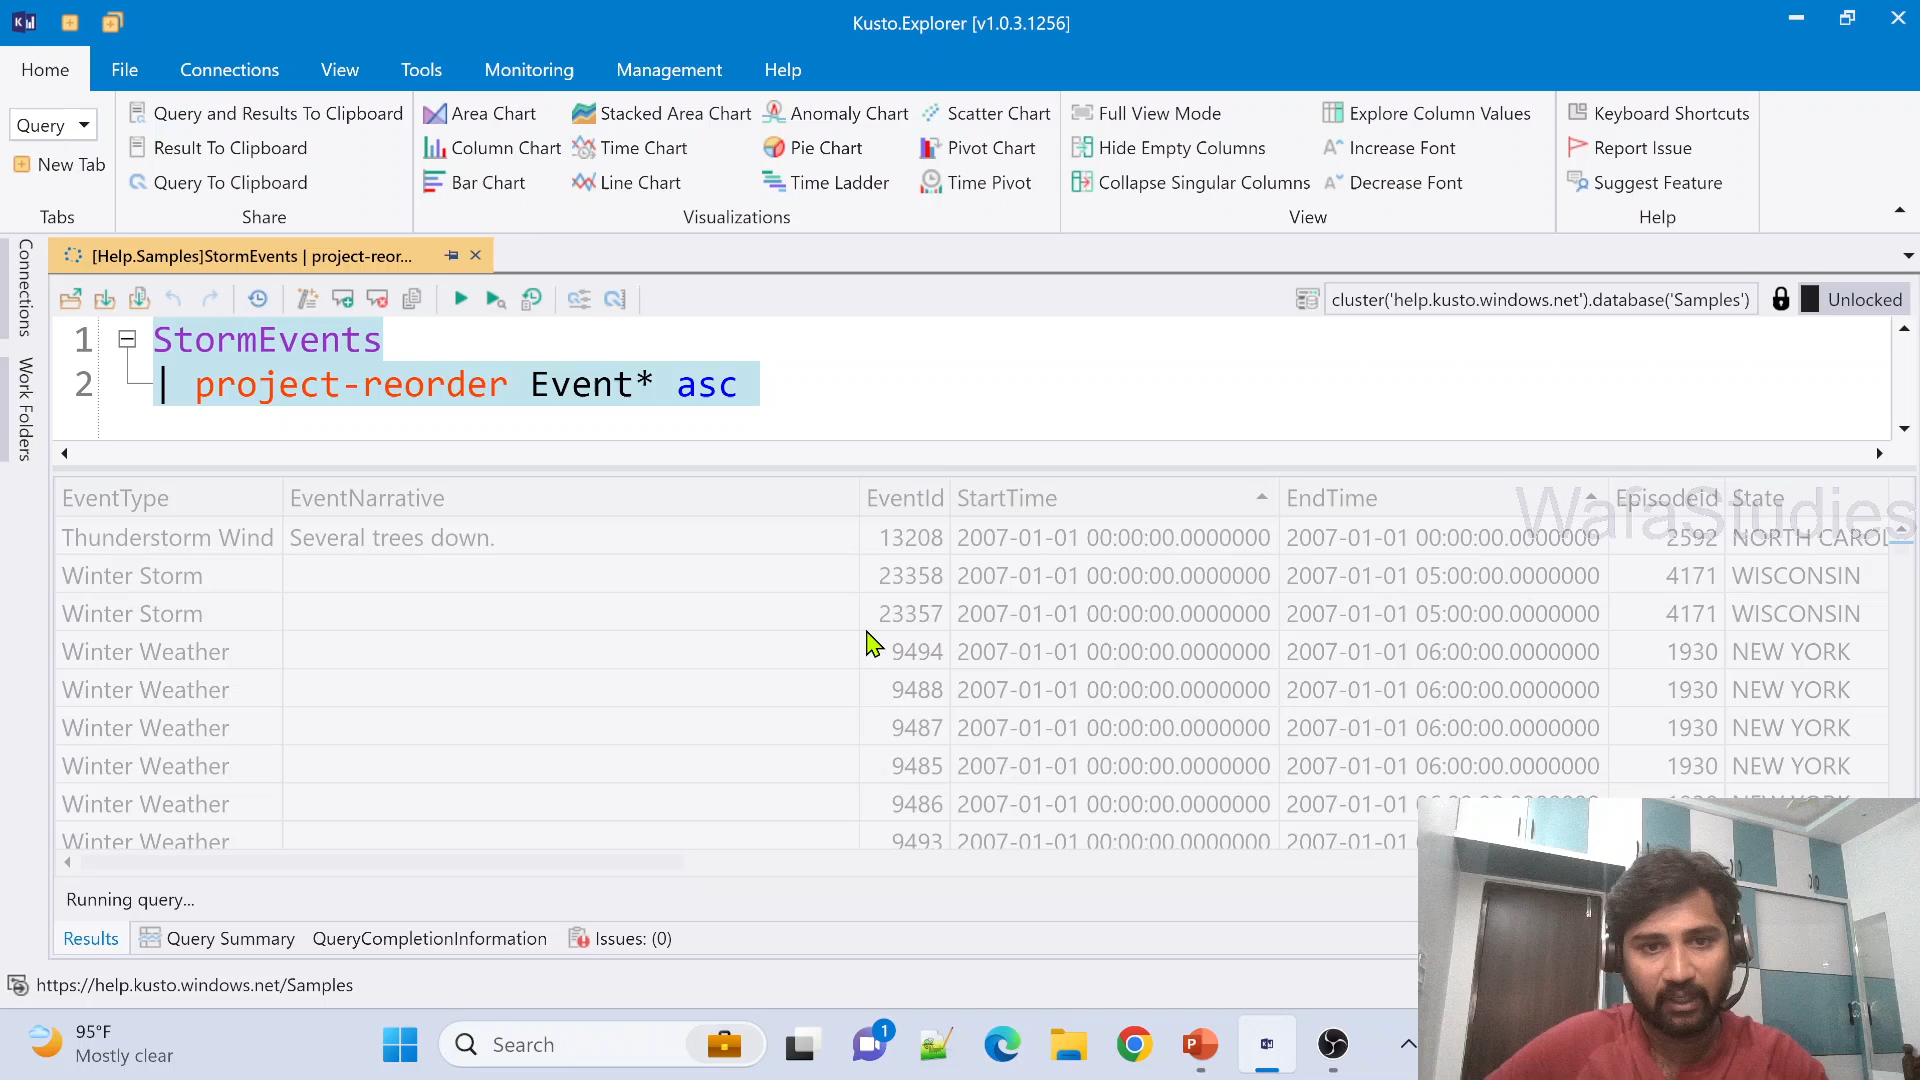 Kusto.Explorer [v1.0.3.1256]
Home File Connections View Tools Monitoring Management Help
Query
New Tab
Tabs
Query and Results To Clipboard
Result To Clipboard
Query To Clipboard
Share
Area Chart Stacked Area Chart Anomaly Chart Scatter Chart
Column Chart Time Chart Pie Chart Pivot Chart
Bar Chart Line Chart Time Ladder Time Pivot
Visualizations
Full View Mode Explore Column Values
Hide Empty Columns Increase Font
Collapse Singular Columns Decrease Font
View
Keyboard Shortcuts
Report Issue
Suggest Feature
Help
Connections
Work Folders
[Help.Samples]StormEvents | project-reor...
cluster('help.kusto.windows.net').database('Samples') Unlocked
1 StormEvents
2 | project-reorder Event* asc
EventType EventNarrative EventId StartTime EndTime EpisodeId State
WafaStudies
Thunderstorm Wind Several trees down. 13208 2007-01-01 00:00:00.0000000 2007-01-01 00:00:00.0000000 2592 NORTH CAROL
Winter Storm 23358 2007-01-01 00:00:00.0000000 2007-01-01 05:00:00.0000000 4171 WISCONSIN
Winter Storm 23357 2007-01-01 00:00:00.0000000 2007-01-01 05:00:00.0000000 4171 WISCONSIN
Winter Weather 9494 2007-01-01 00:00:00.0000000 2007-01-01 06:00:00.0000000 1930 NEW YORK
Winter Weather 9488 2007-01-01 00:00:00.0000000 2007-01-01 06:00:00.0000000 1930 NEW YORK
Winter Weather 9487 2007-01-01 00:00:00.0000000 2007-01-01 06:00:00.0000000 1930 NEW YORK
Winter Weather 9485 2007-01-01 00:00:00.0000000 2007-01-01 06:00:00.0000000 1930 NEW YORK
Winter Weather 9486 2007-01-01 00:00:00.0000000 2007-01-01 06:00:00.0000000 1930 NEW YORK
Winter Weather 9493 2007-01-01 00:00:00.0000000 2007-01-01
Running query...
Results Query Summary QueryCompletionInformation Issues: (0)
https://help.kusto.windows.net/Samples
95°F
Mostly clear
Search
1